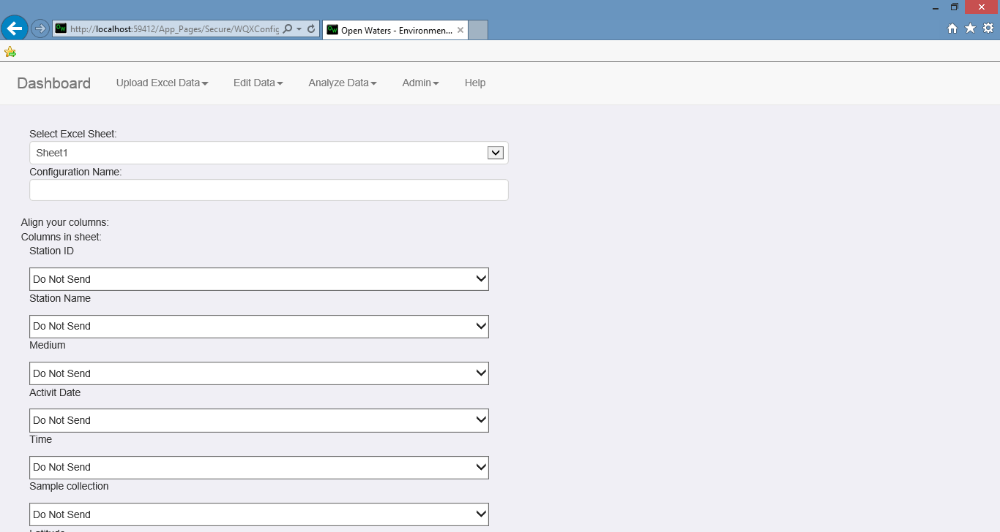 http://localhost:59412/App_Pages/Secure/WQXConfig
OW
OW Open Waters - Environmen...
Dashboard Upload Excel Data Edit Data Analyze Data Admin Help
Select Excel Sheet:
Sheet1
Configuration Name:
Align your columns:
Columns in sheet:
Station ID
Do Not Send
Station Name
Do Not Send
Medium
Do Not Send
Activit Date
Do Not Send
Time
Do Not Send
Sample collection
Do Not Send
Latitude